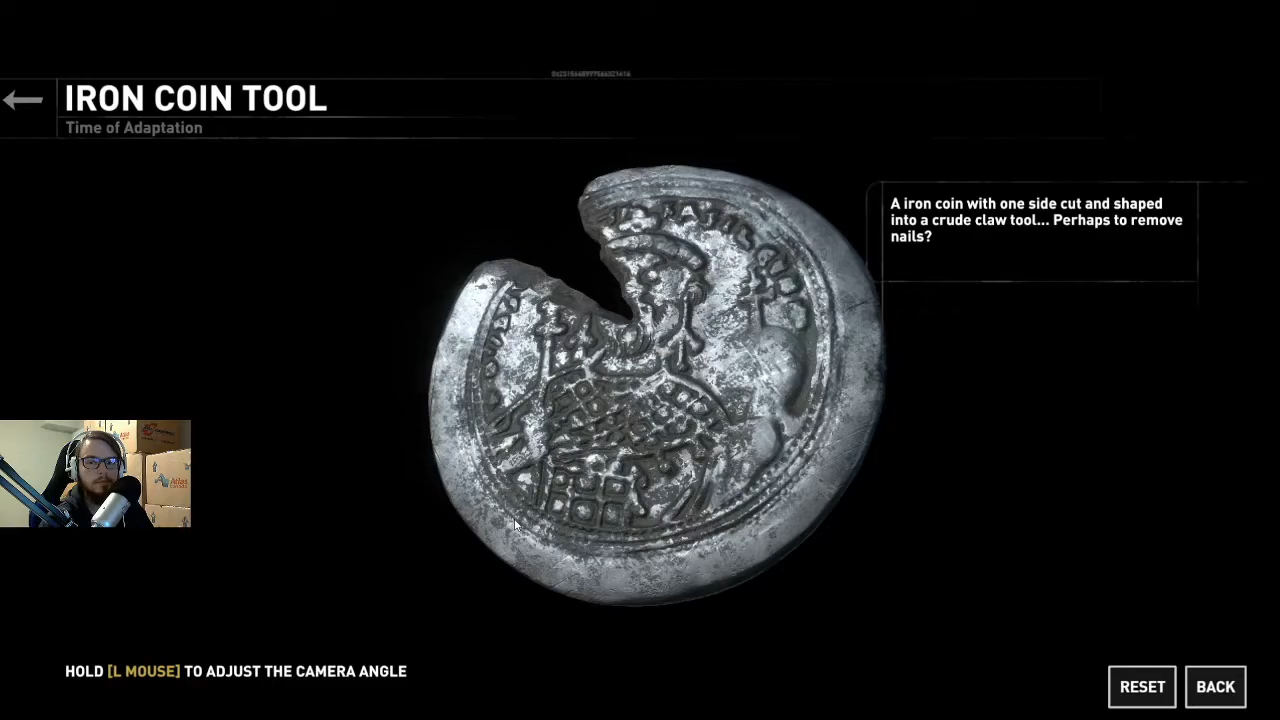 IRON COIN TOOL
Time of Adaptation
A iron coin with one side cut and shaped
into a crude claw tool... Perhaps to remove
nails?
Atlas
HOLD [L MOUSE] TO ADJUST THE CAMERA ANGLE
RESET
BACK